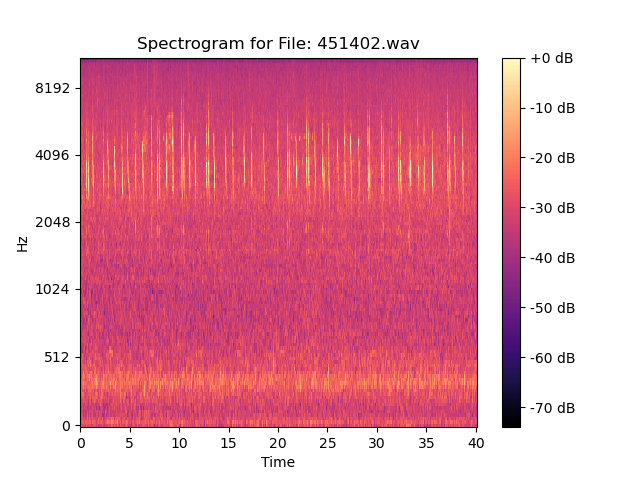 Spectrogram for File: 451402.wav
Hz
8192
4096
2048
1024
512
0
0 5 10 15 20 25 30 35 40
Time
+0 dB
-10 dB
-20 dB
-30 dB
-40 dB
-50 dB
-60 dB
-70 dB